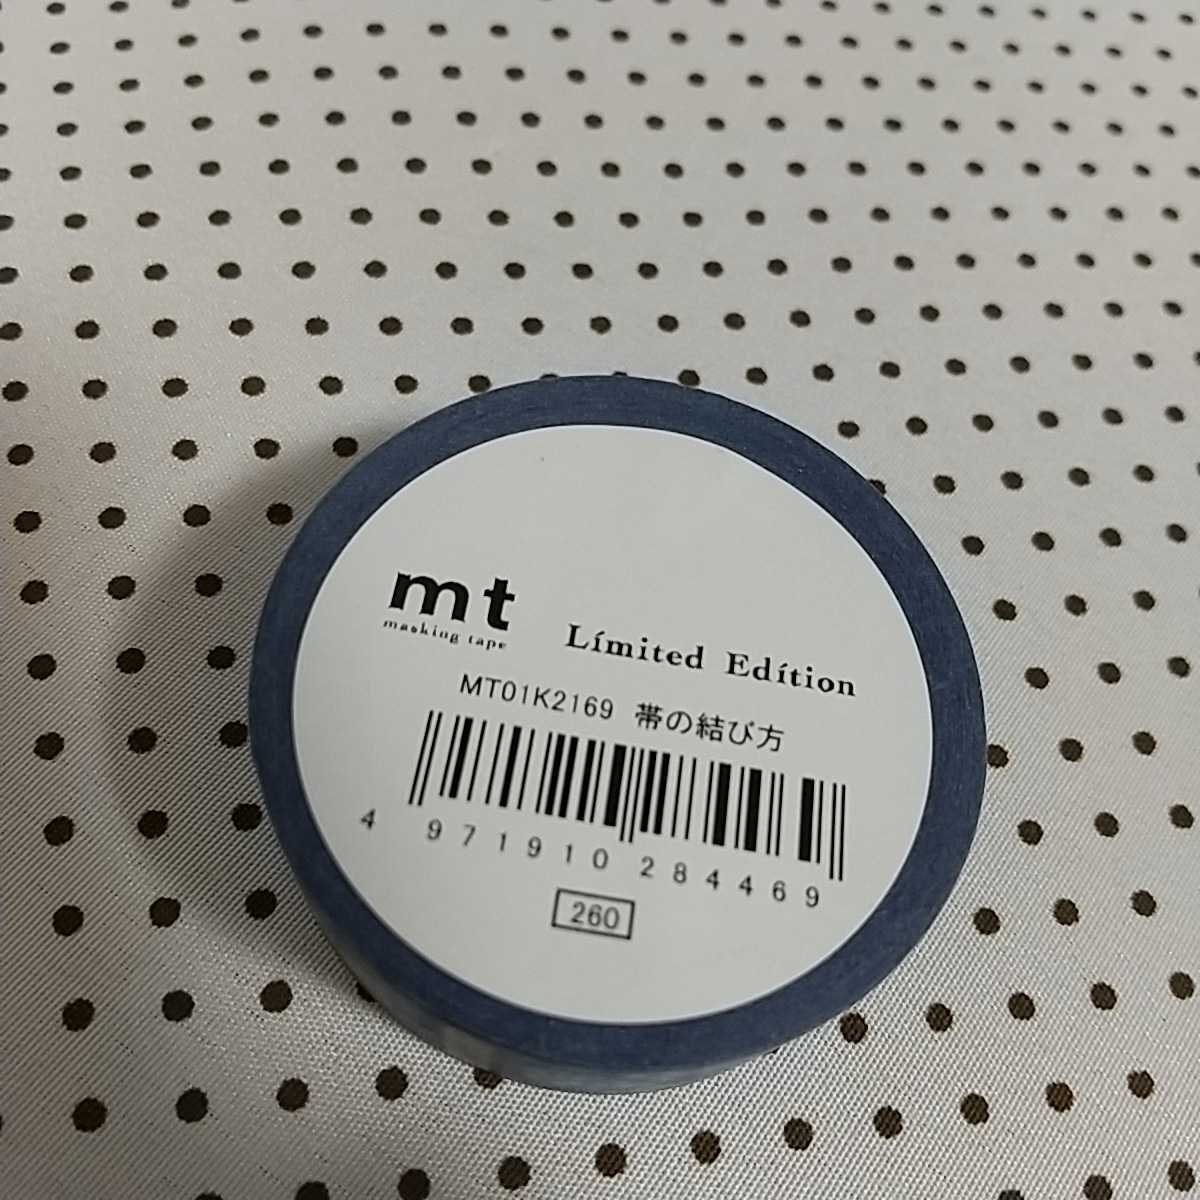 mt
masking tape
Limited Edition
MT01K2169 帯の結び方
4 971910 284469
260